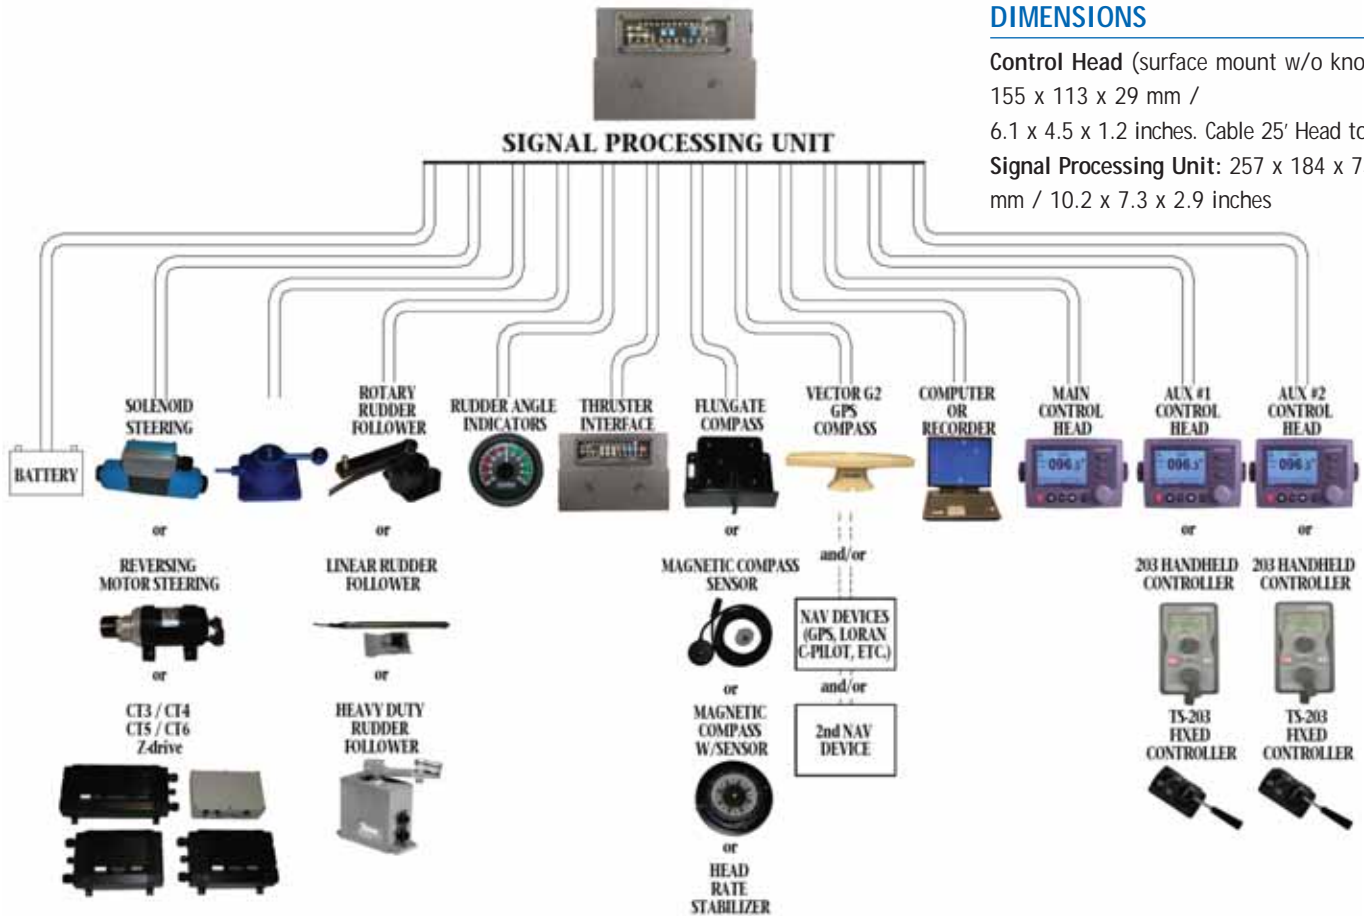 DIMENSIONS
Control Head (surface mount w/o
155 x 113 x 29 mm /
6.1 x 4.5 x 1.2 inches. Cable 25' Head
Signal Processing Unit: 257 x 184 x
mm / 10.2 x 7.3 x 2.9 inches
SIGNAL PROCESSING UNIT
BATTERY
SOLENOID
STEERING
or
REVERSING
MOTOR STEERING
or
CT3 / CT4
CT5 / CT6
Z-drive
ROTARY
RUDDER
FOLLOWER
or
LINEAR RUDDER
FOLLOWER
or
HEAVY DUTY
RUDDER
FOLLOWER
RUDDER ANGLE
INDICATORS
THRUSTER
INTERFACE
FLUXGATE
COMPASS
or
MAGNETIC COMPASS
SENSOR
or
MAGNETIC
COMPASS
W/SENSOR
or
HEAD
RATE
STABILIZER
VECTOR G2
GPS
COMPASS
and/or
NAV DEVICES
(GPS, LORAN
C-PILOT, ETC.)
and/or
2nd NAV
DEVICE
COMPUTER
OR
RECORDER
MAIN
CONTROL
HEAD
096.5°
AUX #1
CONTROL
HEAD
096.5°
or
203 HANDHELD
CONTROLLER
TS-203
FIXED
CONTROLLER
AUX #2
CONTROL
HEAD
096.5°
or
203 HANDHELD
CONTROLLER
TS-203
FIXED
CONTROLLER